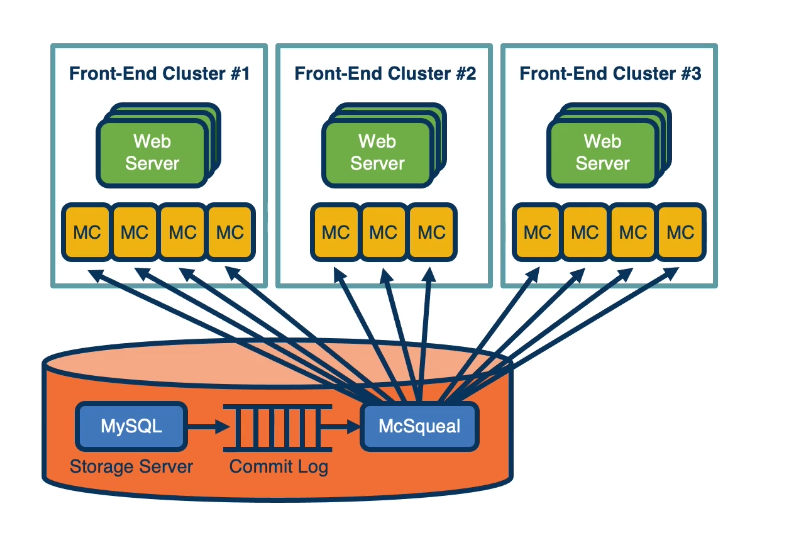 Front-End Cluster #1
Front-End Cluster #2
Front-End Cluster #3
Web
Server
Web
Server
Web
Server
MC MC MC MC
MC MC MC
MC MC MC MC
MySQL
McSqueal
Storage Server
Commit Log